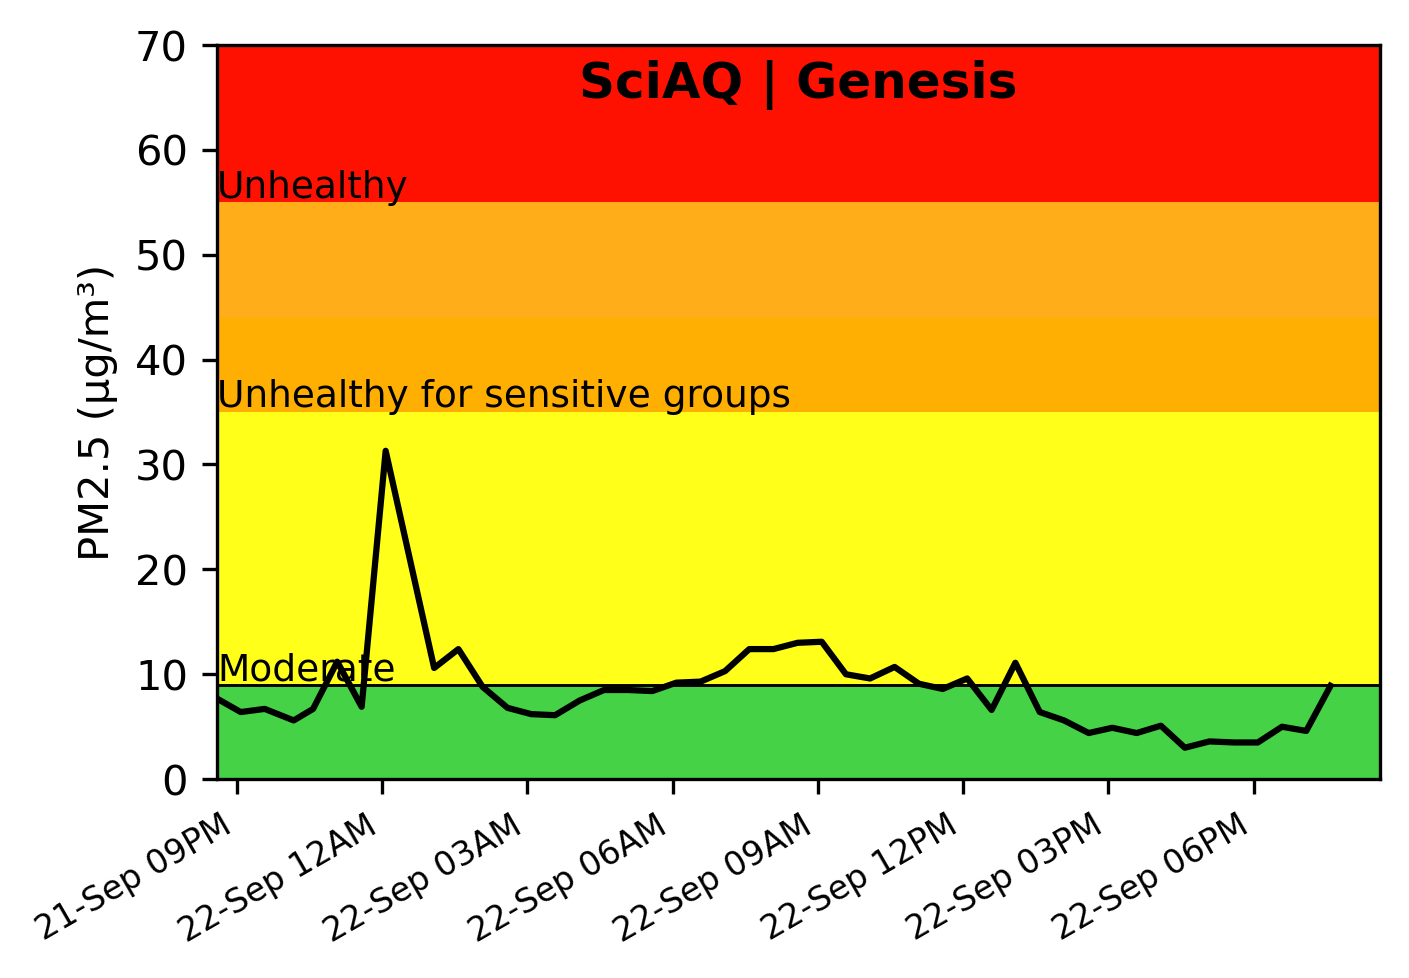 SciAQ | Genesis
PM2.5 (µg/m³)
70
60
50
40
30
20
10
0
Unhealthy
Unhealthy for sensitive groups
Moderate
21-Sep 09PM
22-Sep 12AM
22-Sep 03AM
22-Sep 06AM
22-Sep 09AM
22-Sep 12PM
22-Sep 03PM
22-Sep 06PM